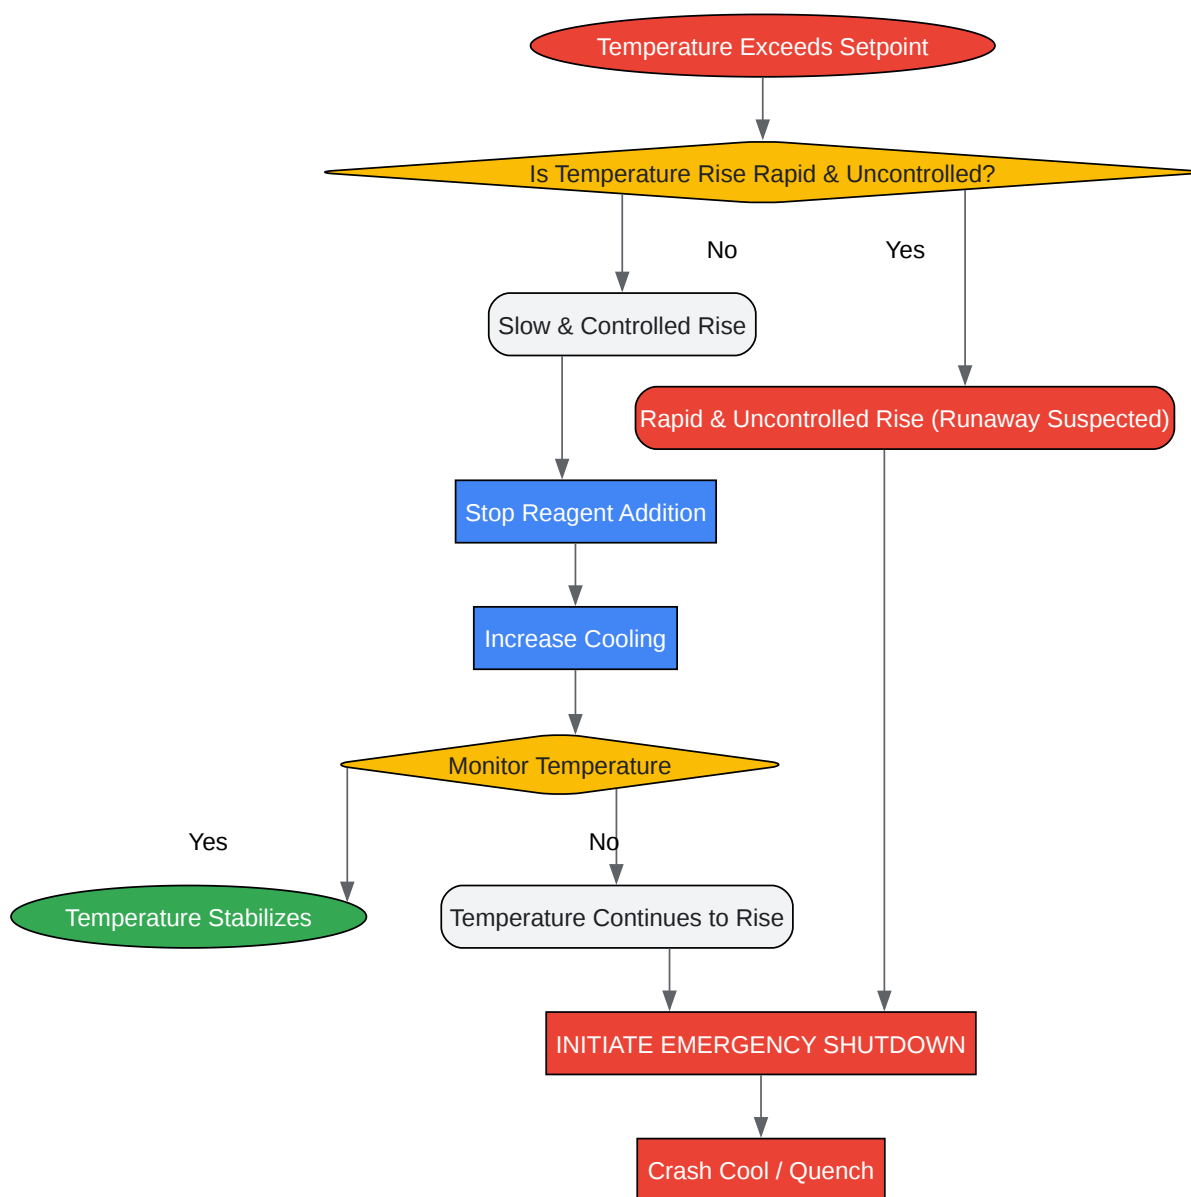 Temperature Exceeds Setpoint
Is Temperature Rise Rapid & Uncontrolled?
No
Yes
Slow & Controlled Rise
Rapid & Uncontrolled Rise (Runaway Suspected)
Stop Reagent Addition
Increase Cooling
Monitor Temperature
Yes
No
Temperature Stabilizes
Temperature Continues to Rise
INITIATE EMERGENCY SHUTDOWN
Crash Cool / Quench